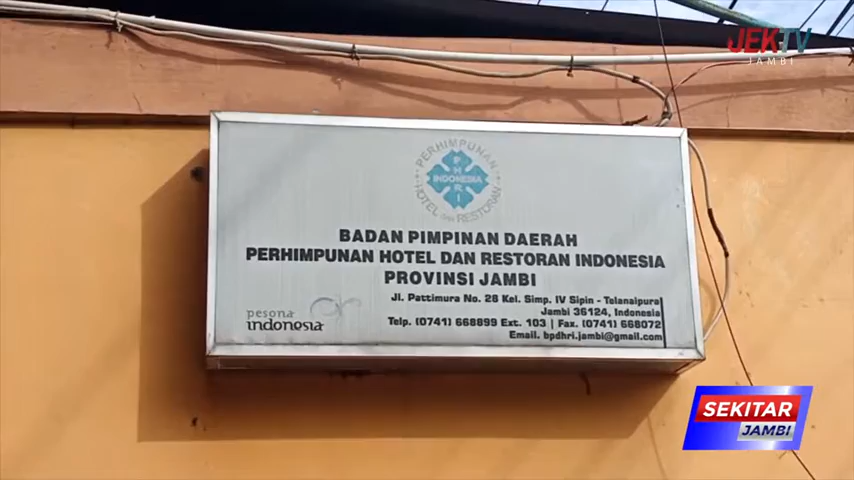 JEKTV
JAMBI
PERHIMPUNAN
PHRI
INDONESIA
HOTEL dan RESTORAN
BADAN PIMPINAN DAERAH
PERHIMPUNAN HOTEL DAN RESTORAN INDONESIA
PROVINSI JAMBI
Jl. Pattimura No. 28 Kel. Simp. IV Sipin - Telanaipura
Jambi 36124, Indonesia
Telp. (0741) 668899 Ext. 103 | Fax. (0741) 668072
Email. bpdhri.jambi@gmail.com
pesona
indonesia
SEKITAR
JAMBI